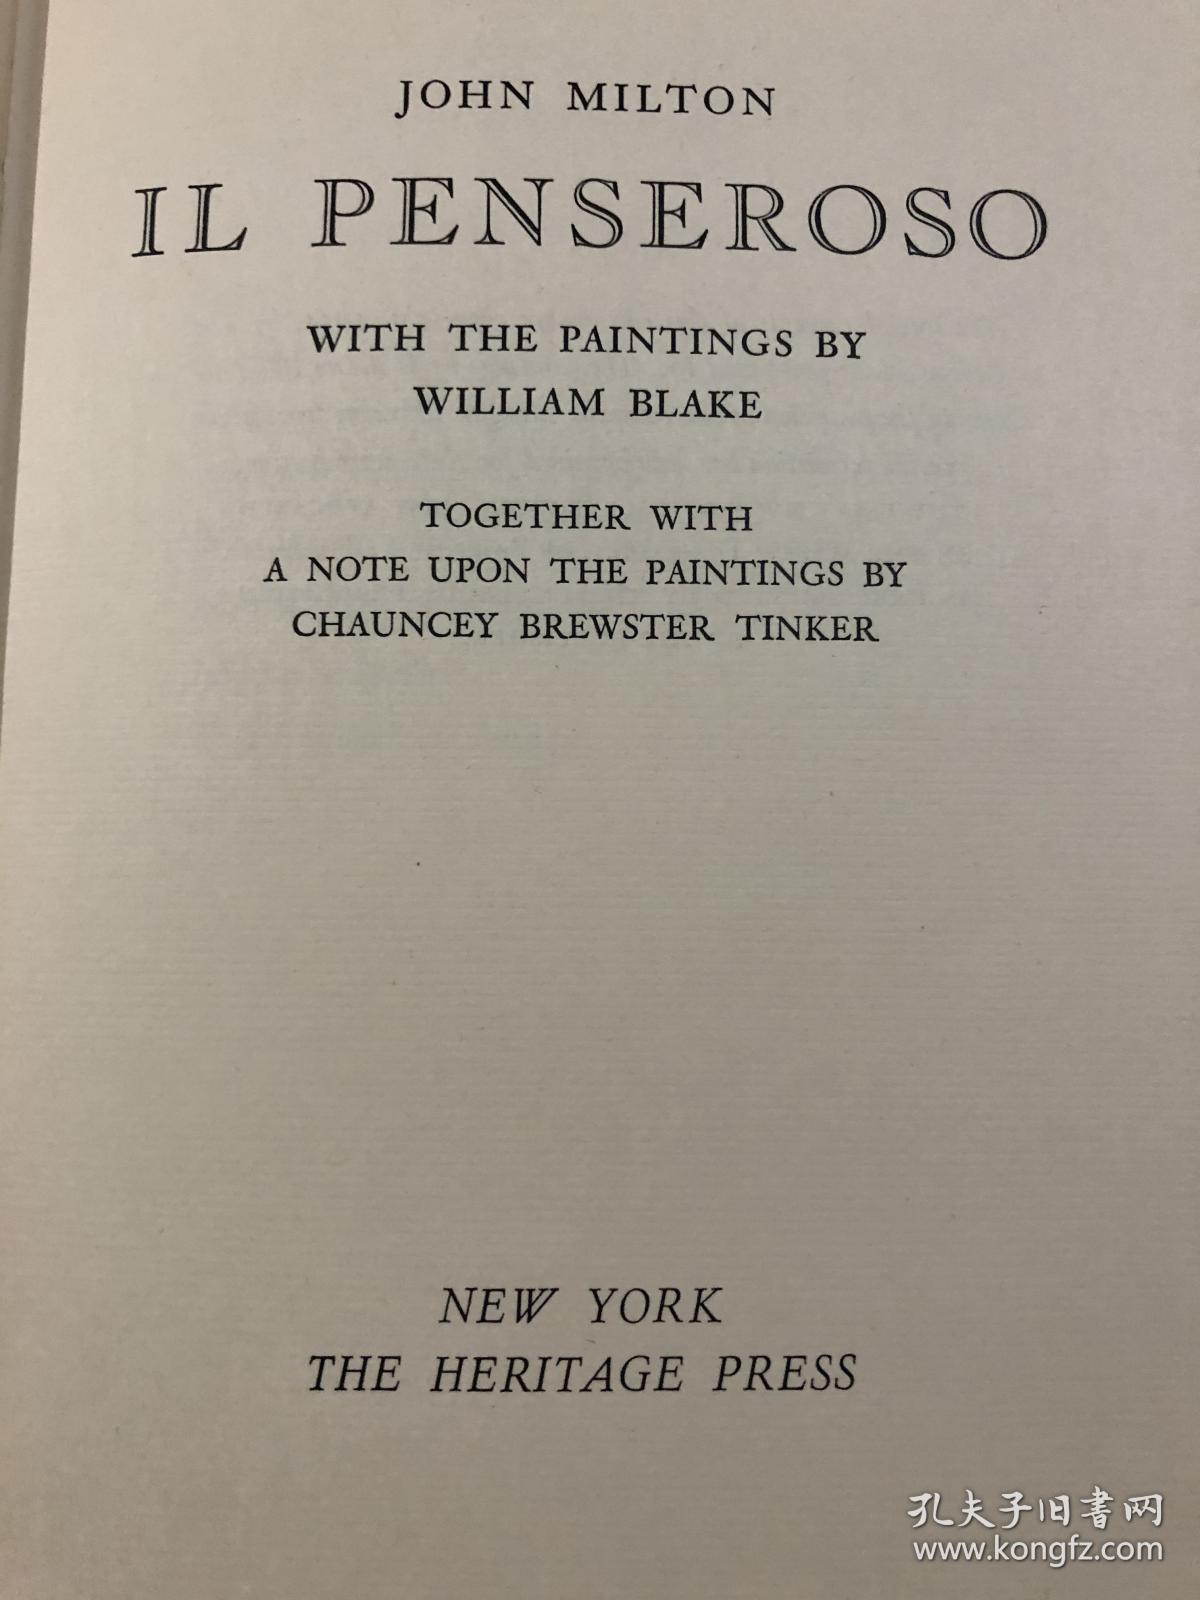 JOHN MILTON
IL PENSEROSO
WITH THE PAINTINGS BY
WILLIAM BLAKE
TOGETHER WITH
A NOTE UPON THE PAINTINGS BY
CHAUNCEY BREWSTER TINKER
NEW YORK
THE HERITAGE PRESS
孔夫子旧书网
www.kongfz.com